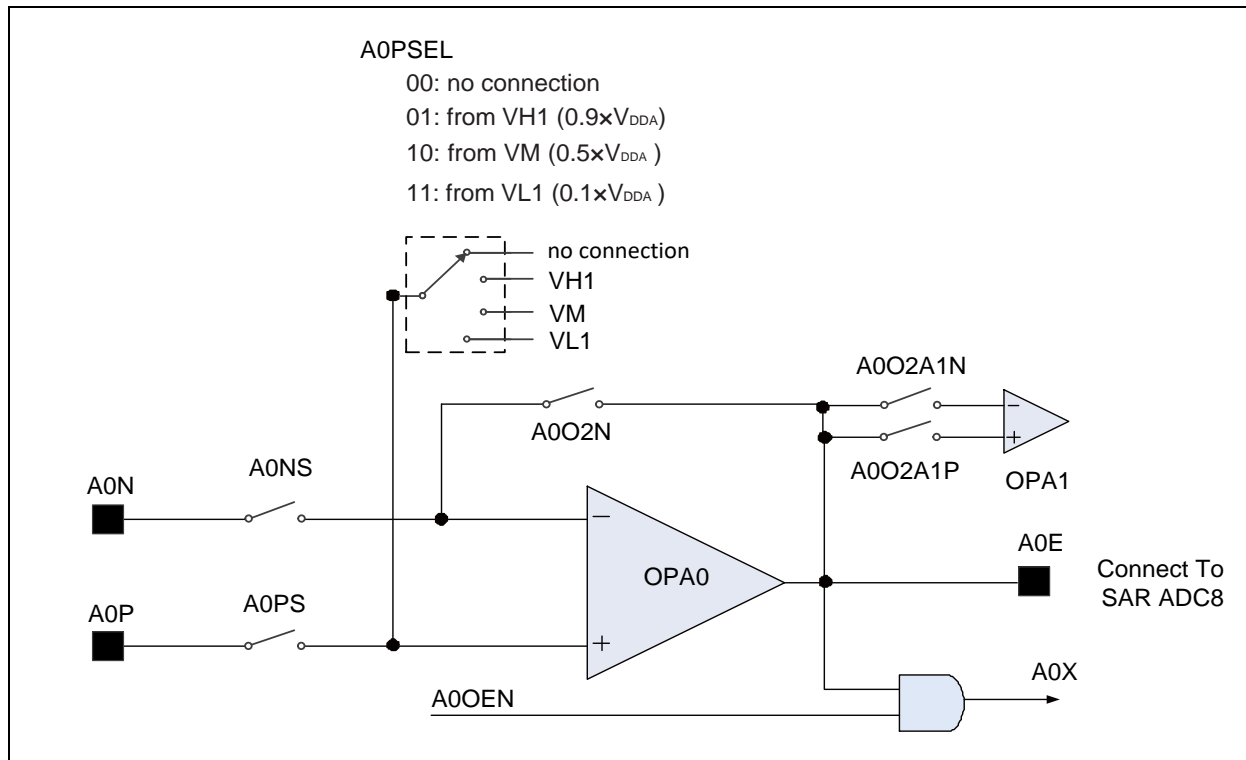 A0PSEL
00: no connection
01: from VH1 (0.9×VDDA)
10: from VM (0.5×VDDA )
11: from VL1 (0.1×VDDA )
no connection
VH1
VM
VL1
A0O2A1N
A0O2N
−
+
A0O2A1P
OPA1
A0NS
A0N
−
A0E
OPA0
Connect To
SAR ADC8
A0PS
A0P
+
A0X
A0OEN